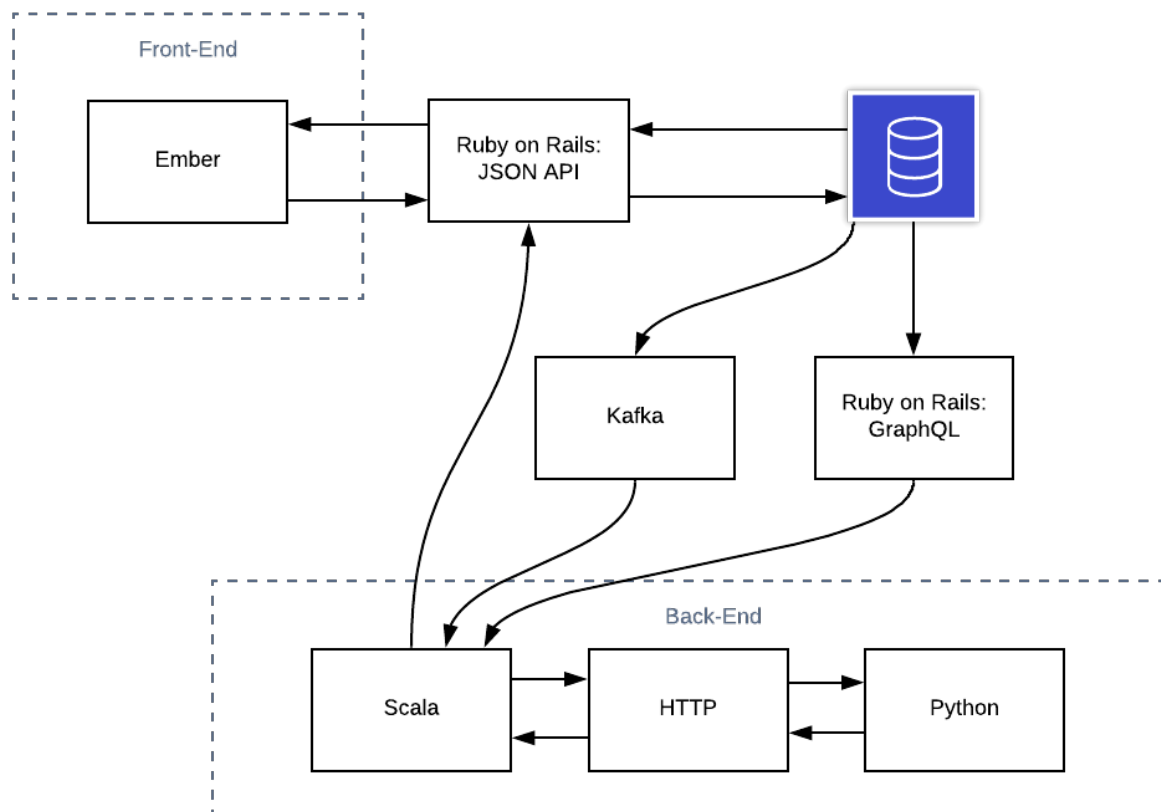 Front-End
Ember
Ruby on Rails:
JSON API
Kafka
Ruby on Rails:
GraphQL
Back-End
Scala
HTTP
Python